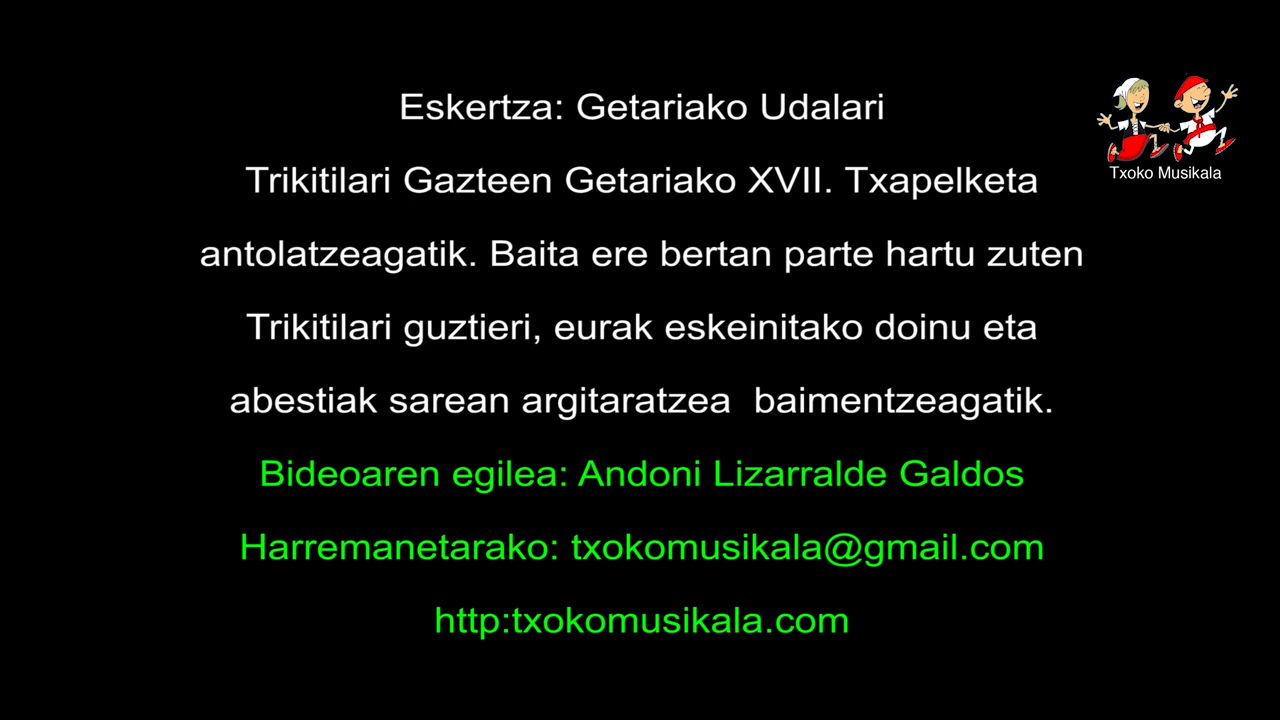 Eskertza: Getariako Udalari
Trikitilari Gazteen Getariako XVII. Txapelketa
antolatzeagatik. Baita ere bertan parte hartu zuten
Trikitilari guztieri, eurak eskeinitako doinu eta
abestiak sarean argitaratzea  baimentzeagatik.
Bideoaren egilea: Andoni Lizarralde Galdos
Harremanetarako: txokomusikala@gmail.com
http:txokomusikala.com
Txoko Musikala